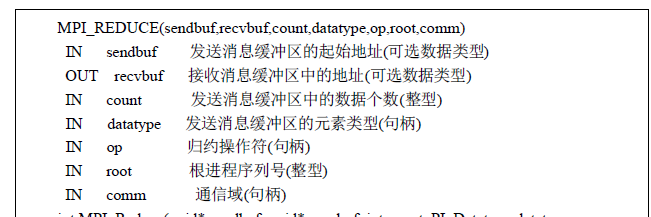 MPI_REDUCE(sendbuf,recvbuf,count,datatype,op,root,comm)
IN sendbuf 发送消息缓冲区的起始地址(可选数据类型)
OUT recvbuf 接收消息缓冲区中的地址(可选数据类型)
IN count 发送消息缓冲区中的数据个数(整型)
IN datatype 发送消息缓冲区的元素类型(句柄)
IN op 归约操作符(句柄)
IN root 根进程序列号(整型)
IN comm 通信域(句柄)